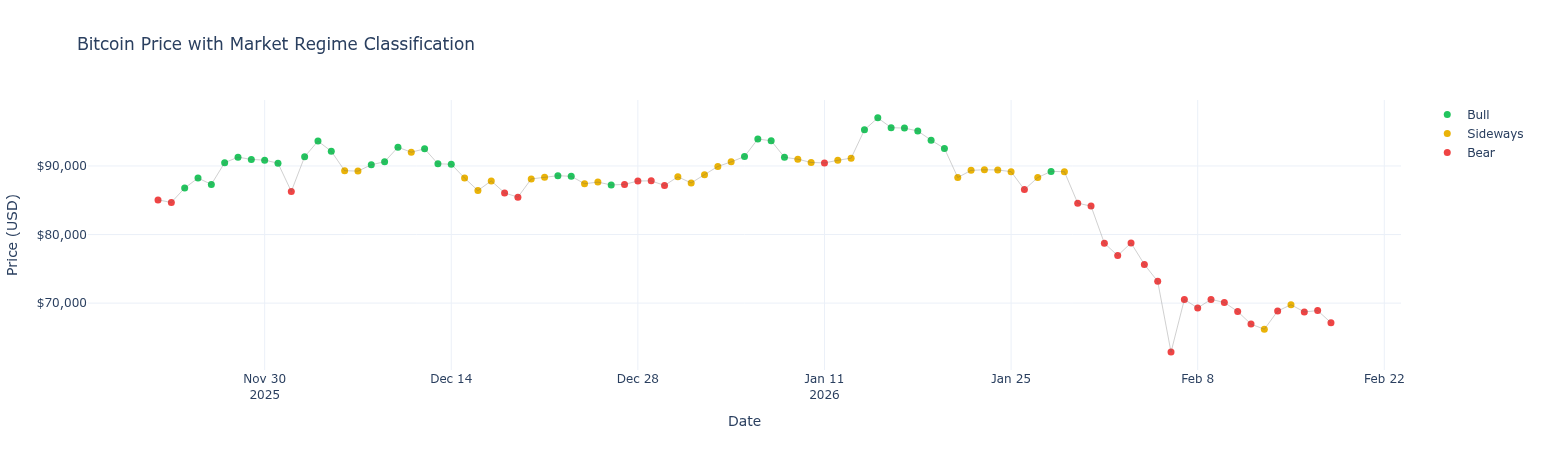 Bitcoin Price with Market Regime Classification
Bull
Sideways
Bear
$90,000
$80,000
$70,000
Price (USD)
Nov 30
2025
Dec 14
Dec 28
Jan 11
2026
Jan 25
Feb 8
Feb 22
Date